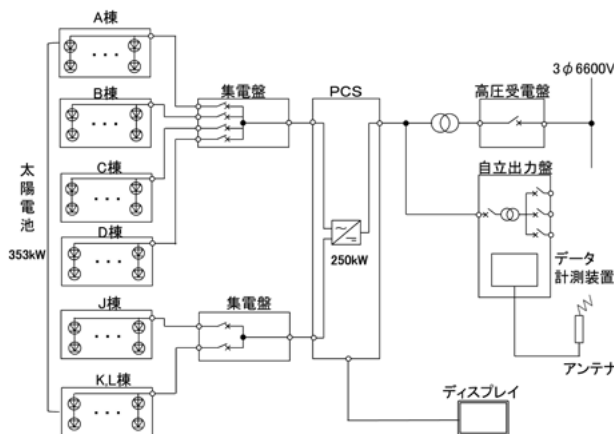 A棟
B棟
C棟
D棟
J棟
K,L棟
太陽電池
353kW
集電盤
集電盤
PCS
250kW
高圧受電盤
3φ6600V
自立出力盤
データ
計測装置
アンテナ
ディスプレイ